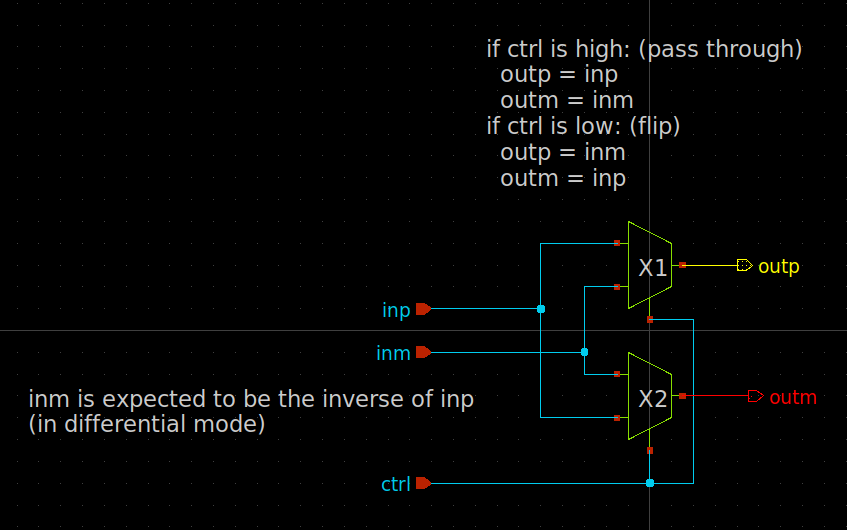 if ctrl is high: (pass through)
outp = inp
outm = inm
if ctrl is low: (flip)
outp = inm
outm = inp
X1
outp
inp
inm
X2
outm
inm is expected to be the inverse of inp
(in differential mode)
ctrl